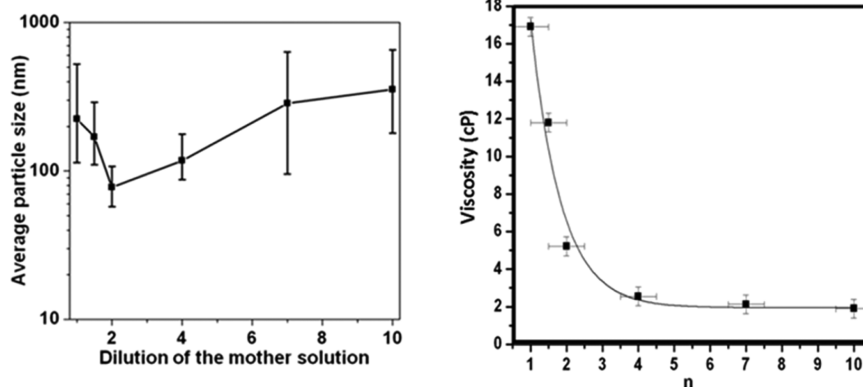 1000
100
10
Average particle size (nm)
2 4 6 8 10
Dilution of the mother solution
18
16
14
12
10
8
6
4
2
0
Viscosity (cP)
1 2 3 4 5 6 7 8 9 10
n